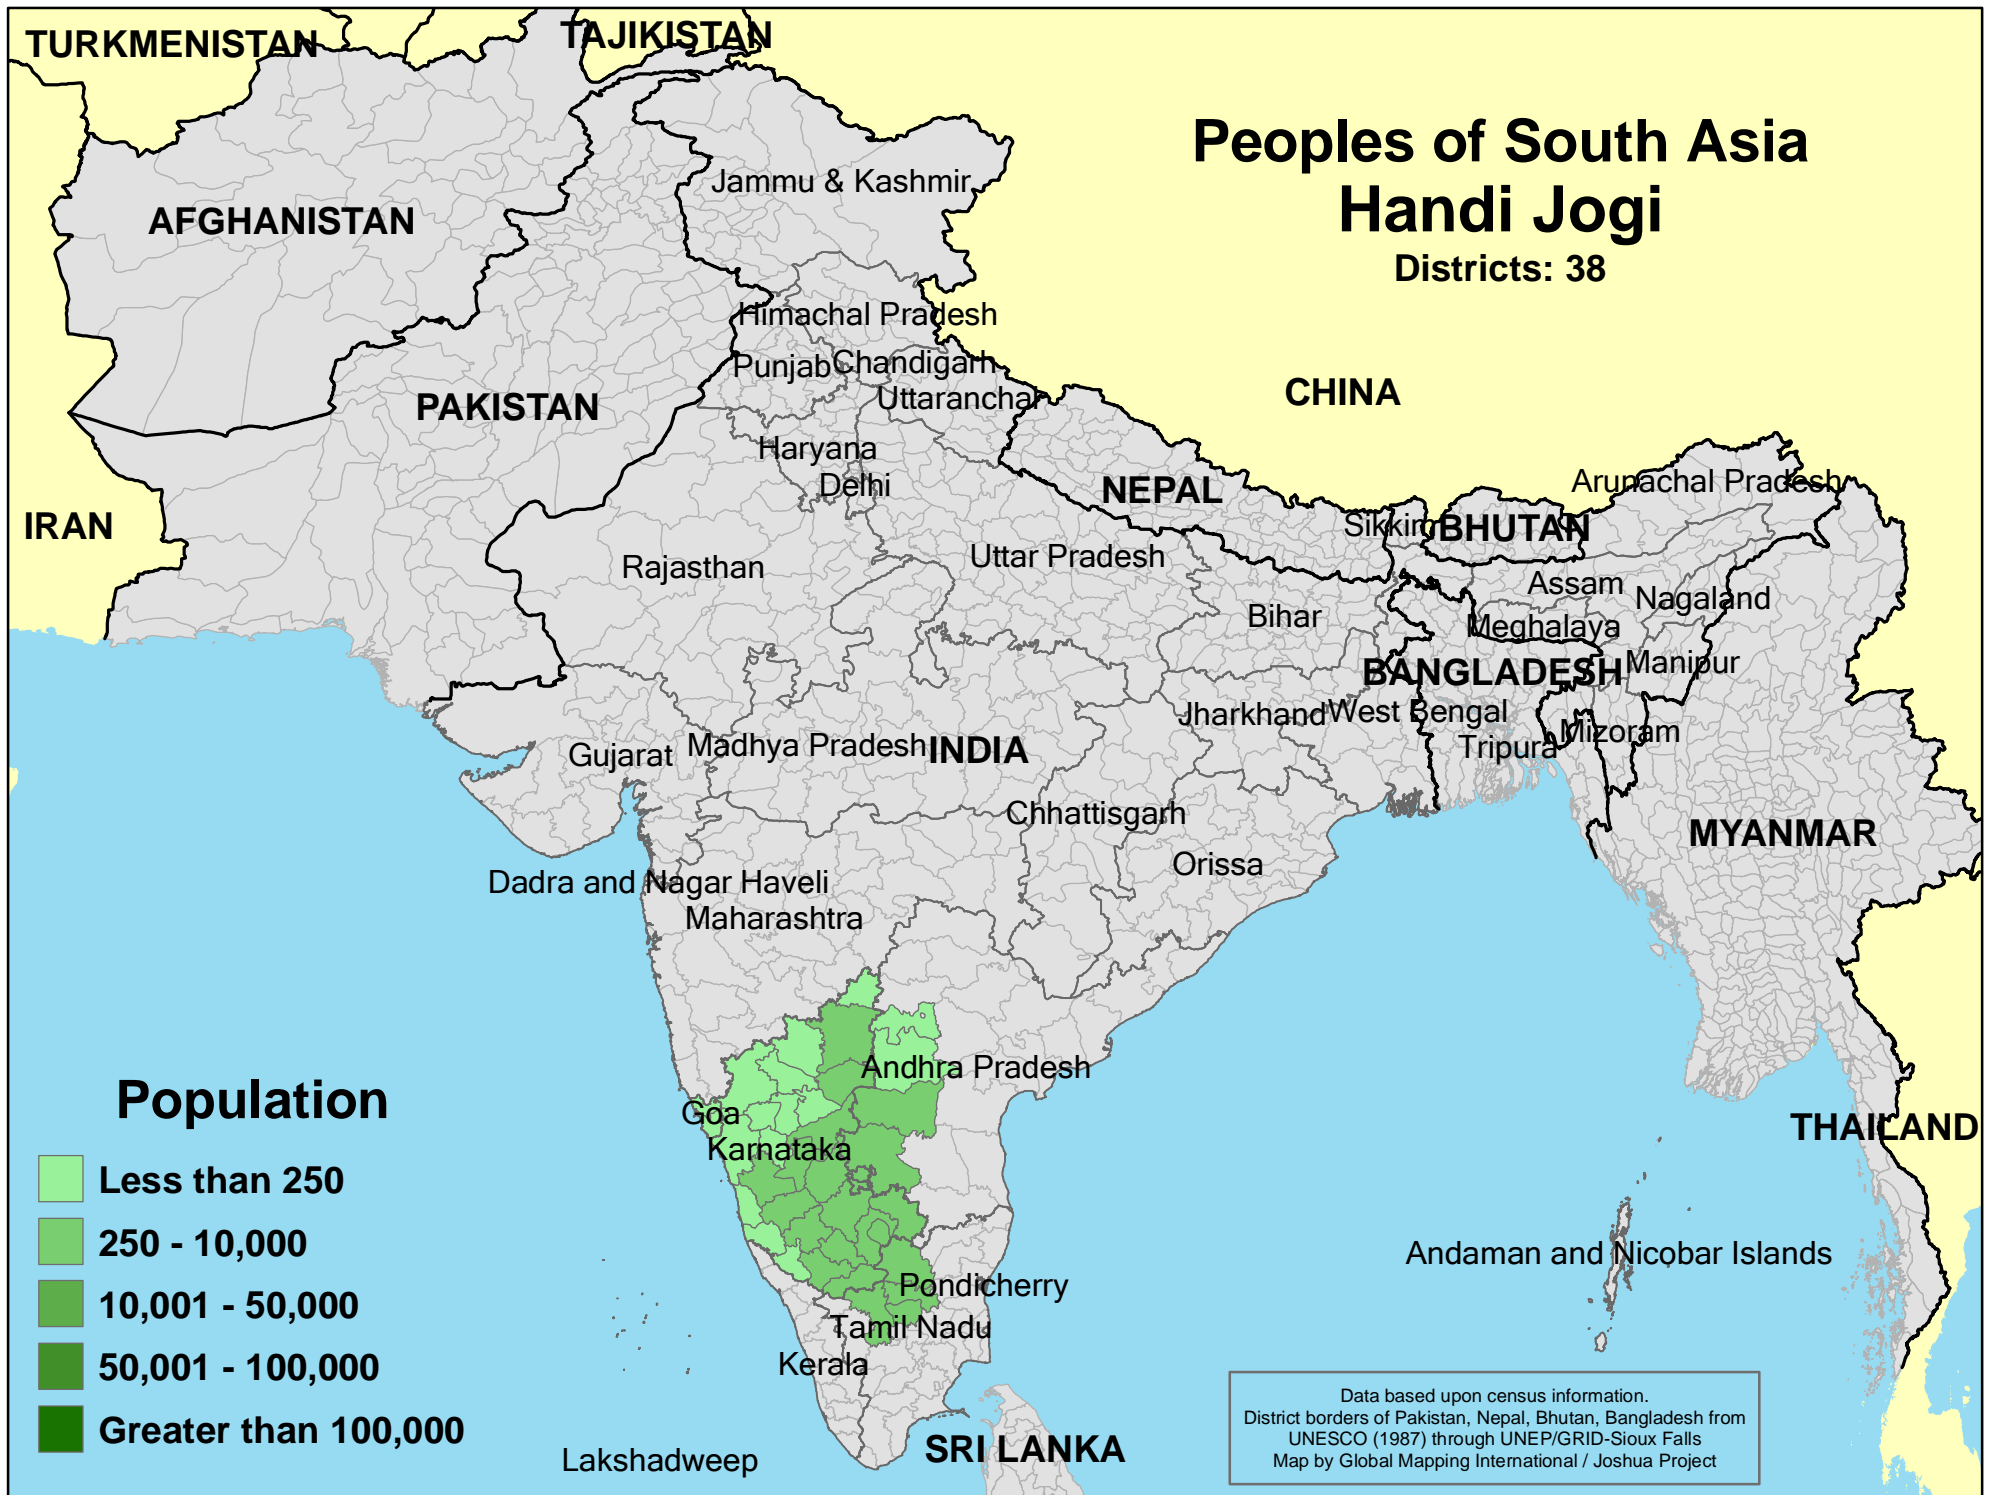 TURKMENISTAN
TAJIKISTAN
Peoples of South Asia
Handi Jogi
Districts: 38
Jammu & Kashmir
AFGHANISTAN
Himachal Pradesh
Punjab
Chandigarh
Uttaranchal
CHINA
PAKISTAN
Haryana
Delhi
NEPAL
Arunachal Pradesh
IRAN
Sikkim
BHUTAN
Rajasthan
Uttar Pradesh
Assam
Nagaland
Bihar
Meghalaya
BANGLADESH
Manipur
Jharkhand
West Bengal
Gujarat
Madhya Pradesh
INDIA
Tripura
Mizoram
Chhattisgarh
MYANMAR
Orissa
Dadra and Nagar Haveli
Maharashtra
Andhra Pradesh
Goa
Karnataka
THAILAND
Andaman and Nicobar Islands
Pondicherry
Tamil Nadu
Kerala
Lakshadweep
SRI LANKA
Population
Less than 250
250 - 10,000
10,001 - 50,000
50,001 - 100,000
Greater than 100,000
Data based upon census information.
District borders of Pakistan, Nepal, Bhutan, Bangladesh from
UNESCO (1987) through UNEP/GRID-Sioux Falls
Map by Global Mapping International / Joshua Project